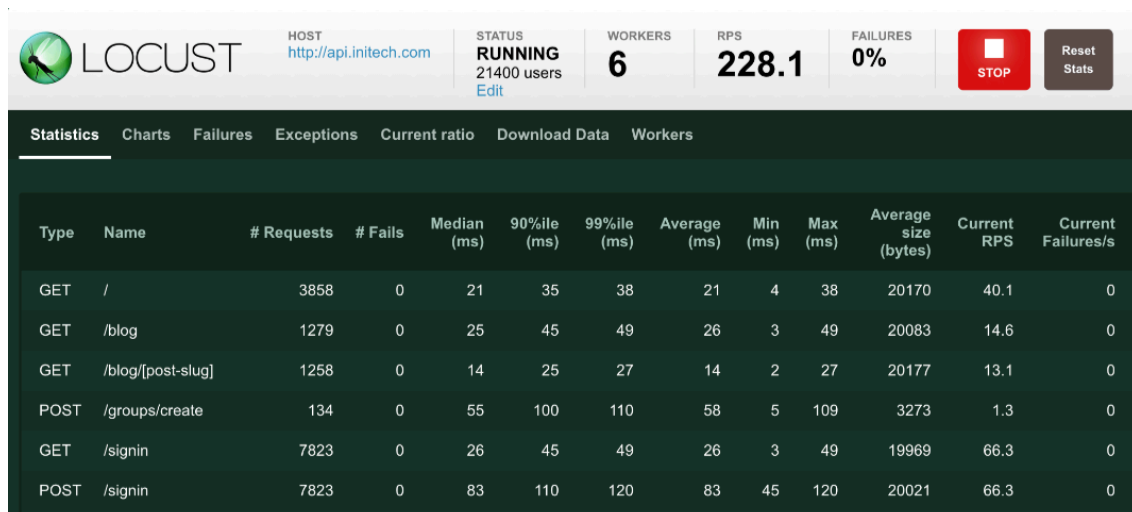 LOCUST
HOST
http://api.initech.com
STATUS
RUNNING
21400 users
Edit
WORKERS
6
RPS
228.1
FAILURES
0%
STOP
Reset
Stats
Statistics Charts Failures Exceptions Current ratio Download Data Workers
Type Name # Requests # Fails Median (ms) 90%ile (ms) 99%ile (ms) Average (ms) Min (ms) Max (ms) Average size (bytes) Current RPS Current Failures/s
GET / 3858 0 21 35 38 21 4 38 20170 40.1 0
GET /blog 1279 0 25 45 49 26 3 49 20083 14.6 0
GET /blog/[post-slug] 1258 0 14 25 27 14 2 27 20177 13.1 0
POST /groups/create 134 0 55 100 110 58 5 109 3273 1.3 0
GET /signin 7823 0 26 45 49 26 3 49 19969 66.3 0
POST /signin 7823 0 83 110 120 83 45 120 20021 66.3 0